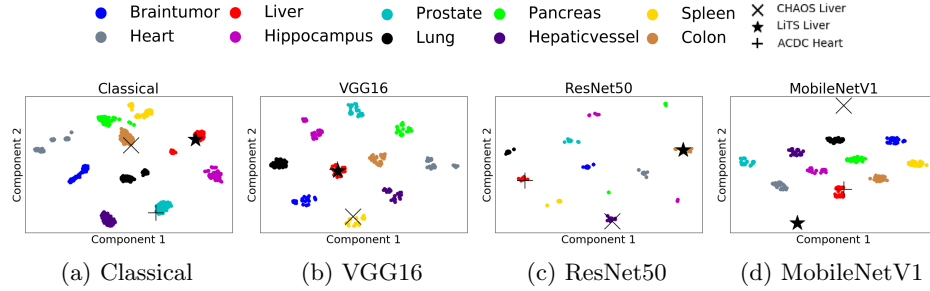 Braintumor Liver Prostate Pancreas Spleen CHAOS Liver
Heart Hippocampus Lung Hepaticvessel Colon LiTS Liver
ACDC Heart
Classical VGG16 ResNet50 MobileNetV1
Component 2 Component 2 Component 2 Component 2
Component 1 Component 1 Component 1 Component 1
(a) Classical (b) VGG16 (c) ResNet50 (d) MobileNetV1